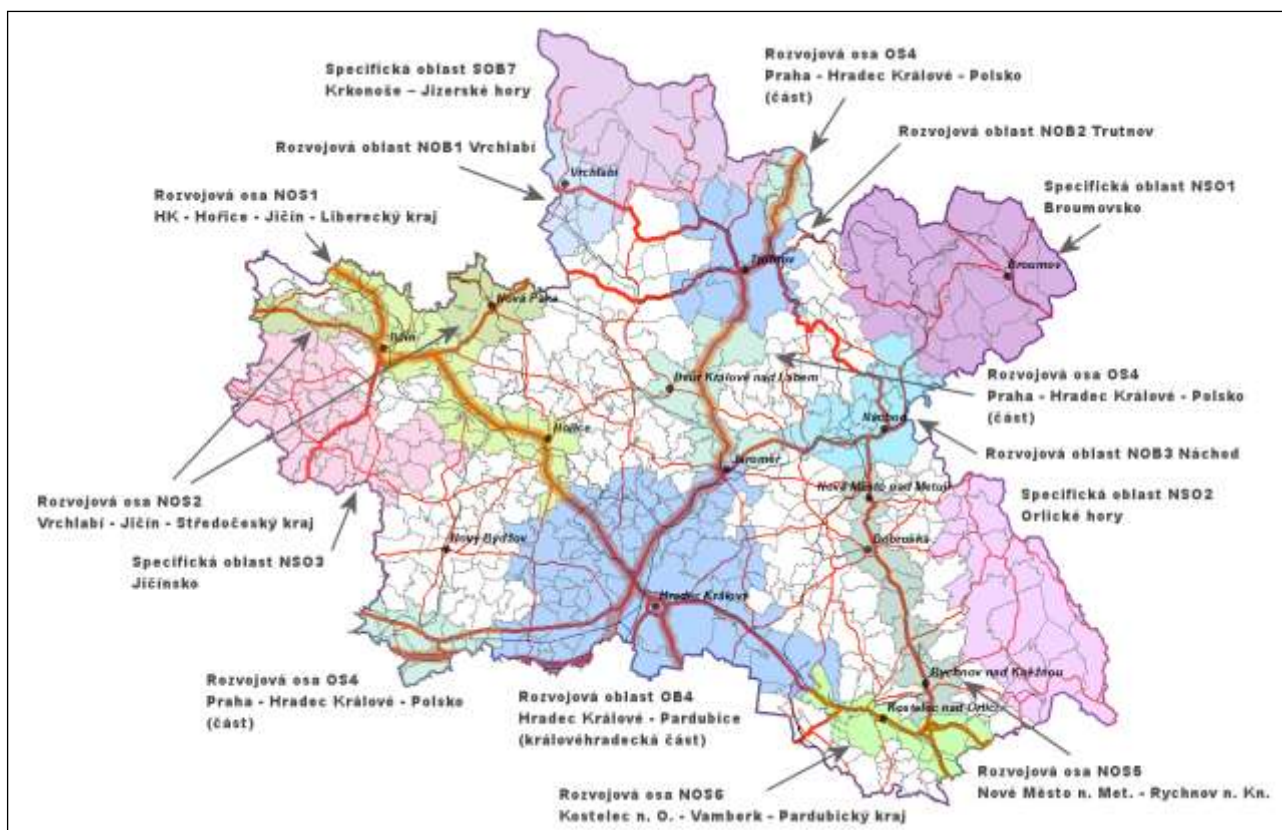 Rozvojová osa OS4
Praha - Hradec Králové - Polsko
(část)
Specifická oblast SOB7
Krkonoše – Jizerské hory
Rozvojová oblast NOB2 Trutnov
Rozvojová oblast NOB1 Vrchlabí
Vrchlabí
Rozvojová osa NOS1
HK - Hořice - Jičín - Liberecký kraj
Specifická oblast NSO1
Broumovsko
Trutnov
Broumov
Nová Paka
Jičín
Dvůr Králové nad Labem
Rozvojová osa OS4
Praha - Hradec Králové - Polsko
(část)
Náchod
Hořice
Rozvojová oblast NOB3 Náchod
Jaroměř
Nové Město nad Metují
Specifická oblast NSO2
Orlické hory
Rozvojová osa NOS2
Vrchlabí - Jičín - Středočeský kraj
Nový Bydžov
Dobruška
Specifická oblast NSO3
Jičínsko
Hradec Králové
Rychnov nad Kněžnou
Rozvojová osa OS4
Praha - Hradec Králové - Polsko
(část)
Rozvojová oblast OB4
Hradec Králové - Pardubice
(královéhradecká část)
Kostelec nad Orlicí
Rozvojová osa NOS5
Nové Město n. Met. - Rychnov n. Kn.
Rozvojová osa NOS6
Kostelec n. O. - Vamberk - Pardubický kraj